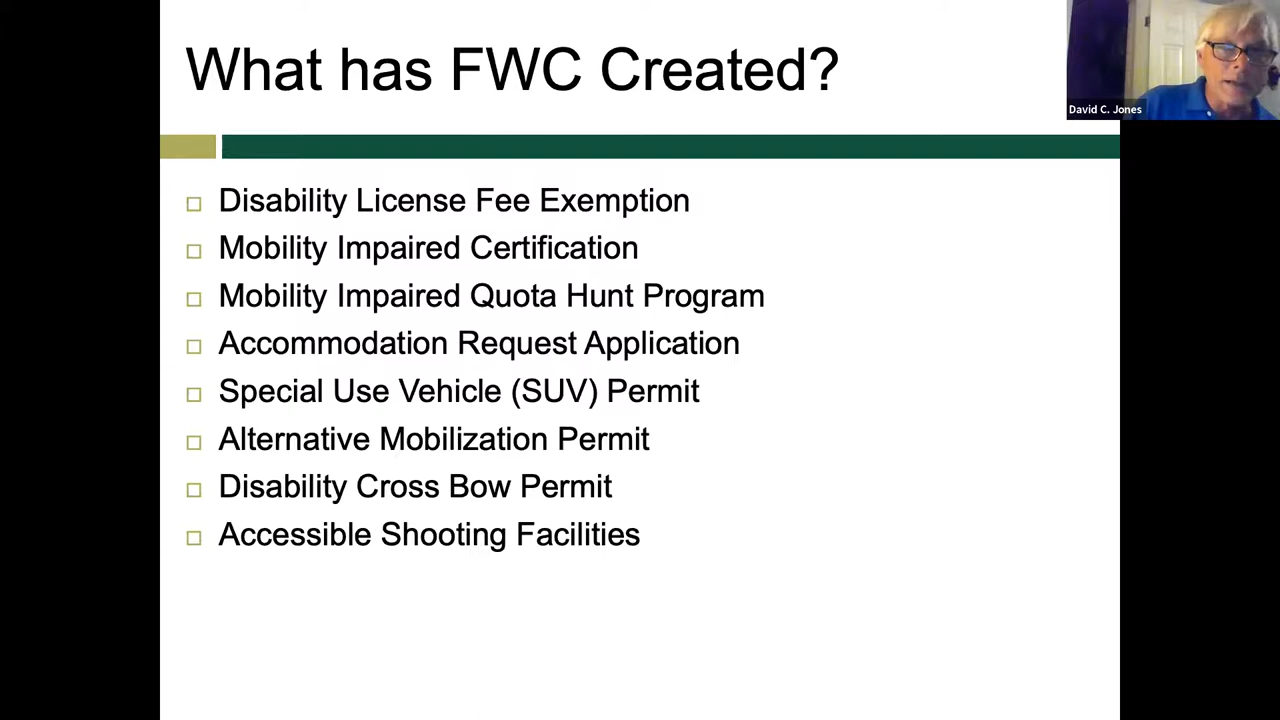 What has FWC Created?
David C. Jones
Disability License Fee Exemption
Mobility Impaired Certification
Mobility Impaired Quota Hunt Program
Accommodation Request Application
Special Use Vehicle (SUV) Permit
Alternative Mobilization Permit
Disability Cross Bow Permit
Accessible Shooting Facilities